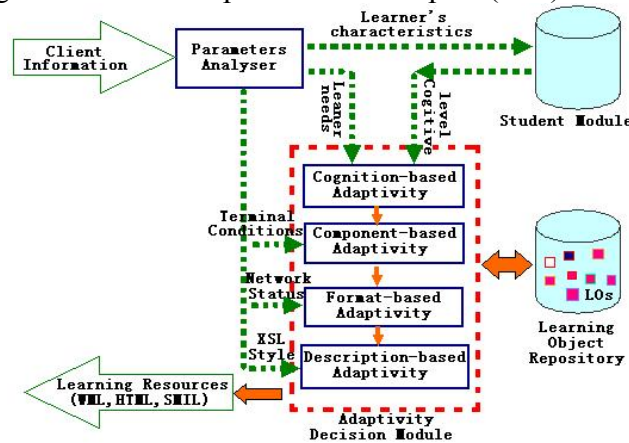 Learner's
characteristics
Client
Information
Parameters
Analyser
Leaner
needs
level
Cogitive
Student Module
Cognition-based
Adaptivity
Terminal
Conditions
Component-based
Adaptivity
Network
Status
Format-based
Adaptivity
LOs
XSL
Style
Description-based
Adaptivity
Learning
Object
Repository
Learning Resources
(WML,HTML,SMIL)
Adaptivity
Decision Module